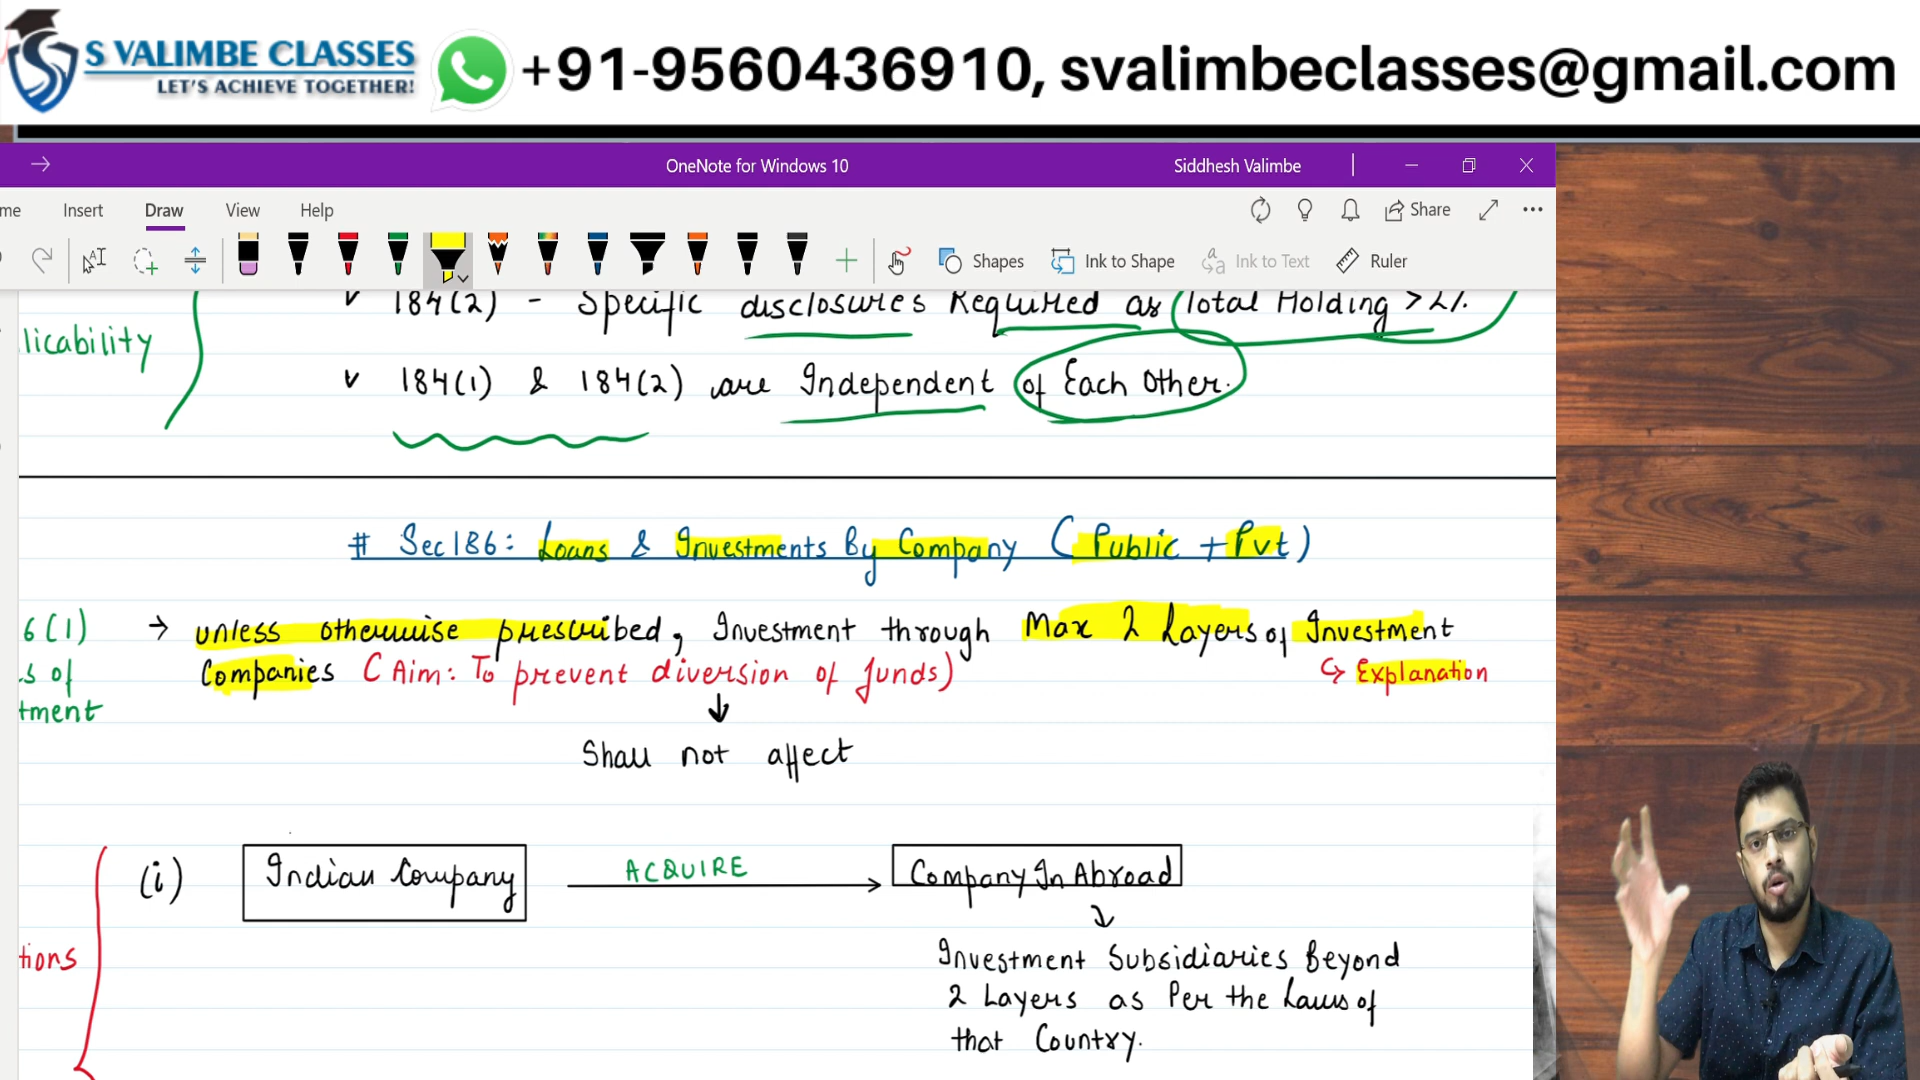 S VALIMBE CLASSES
LET'S ACHIEVE TOGETHER!
+91-9560436910, svalimbeclasses@gmail.com
OneNote for Windows 10
Siddhesh Valimbe
me Insert Draw View Help
Share
Shapes Ink to Shape Ink to Text Ruler
v 184(2) - Specific disclosures Required as Total Holding > 2%.
licability
v 184(1) & 184(2) are Independent of Each Other.
# Sec 186: Loans & Investments By Company (Public + Pvt)
6(1) → unless otherwise prescribed, Investment through Max 2 Layers of Investment
s of Companies (Aim: To prevent diversion of funds) ↳ Explanation
tment
Shall not affect
(i) Indian Company ACQUIRE Company In Abroad
tions
Investment Subsidiaries Beyond
2 Layers as Per the Laws of
that Country.